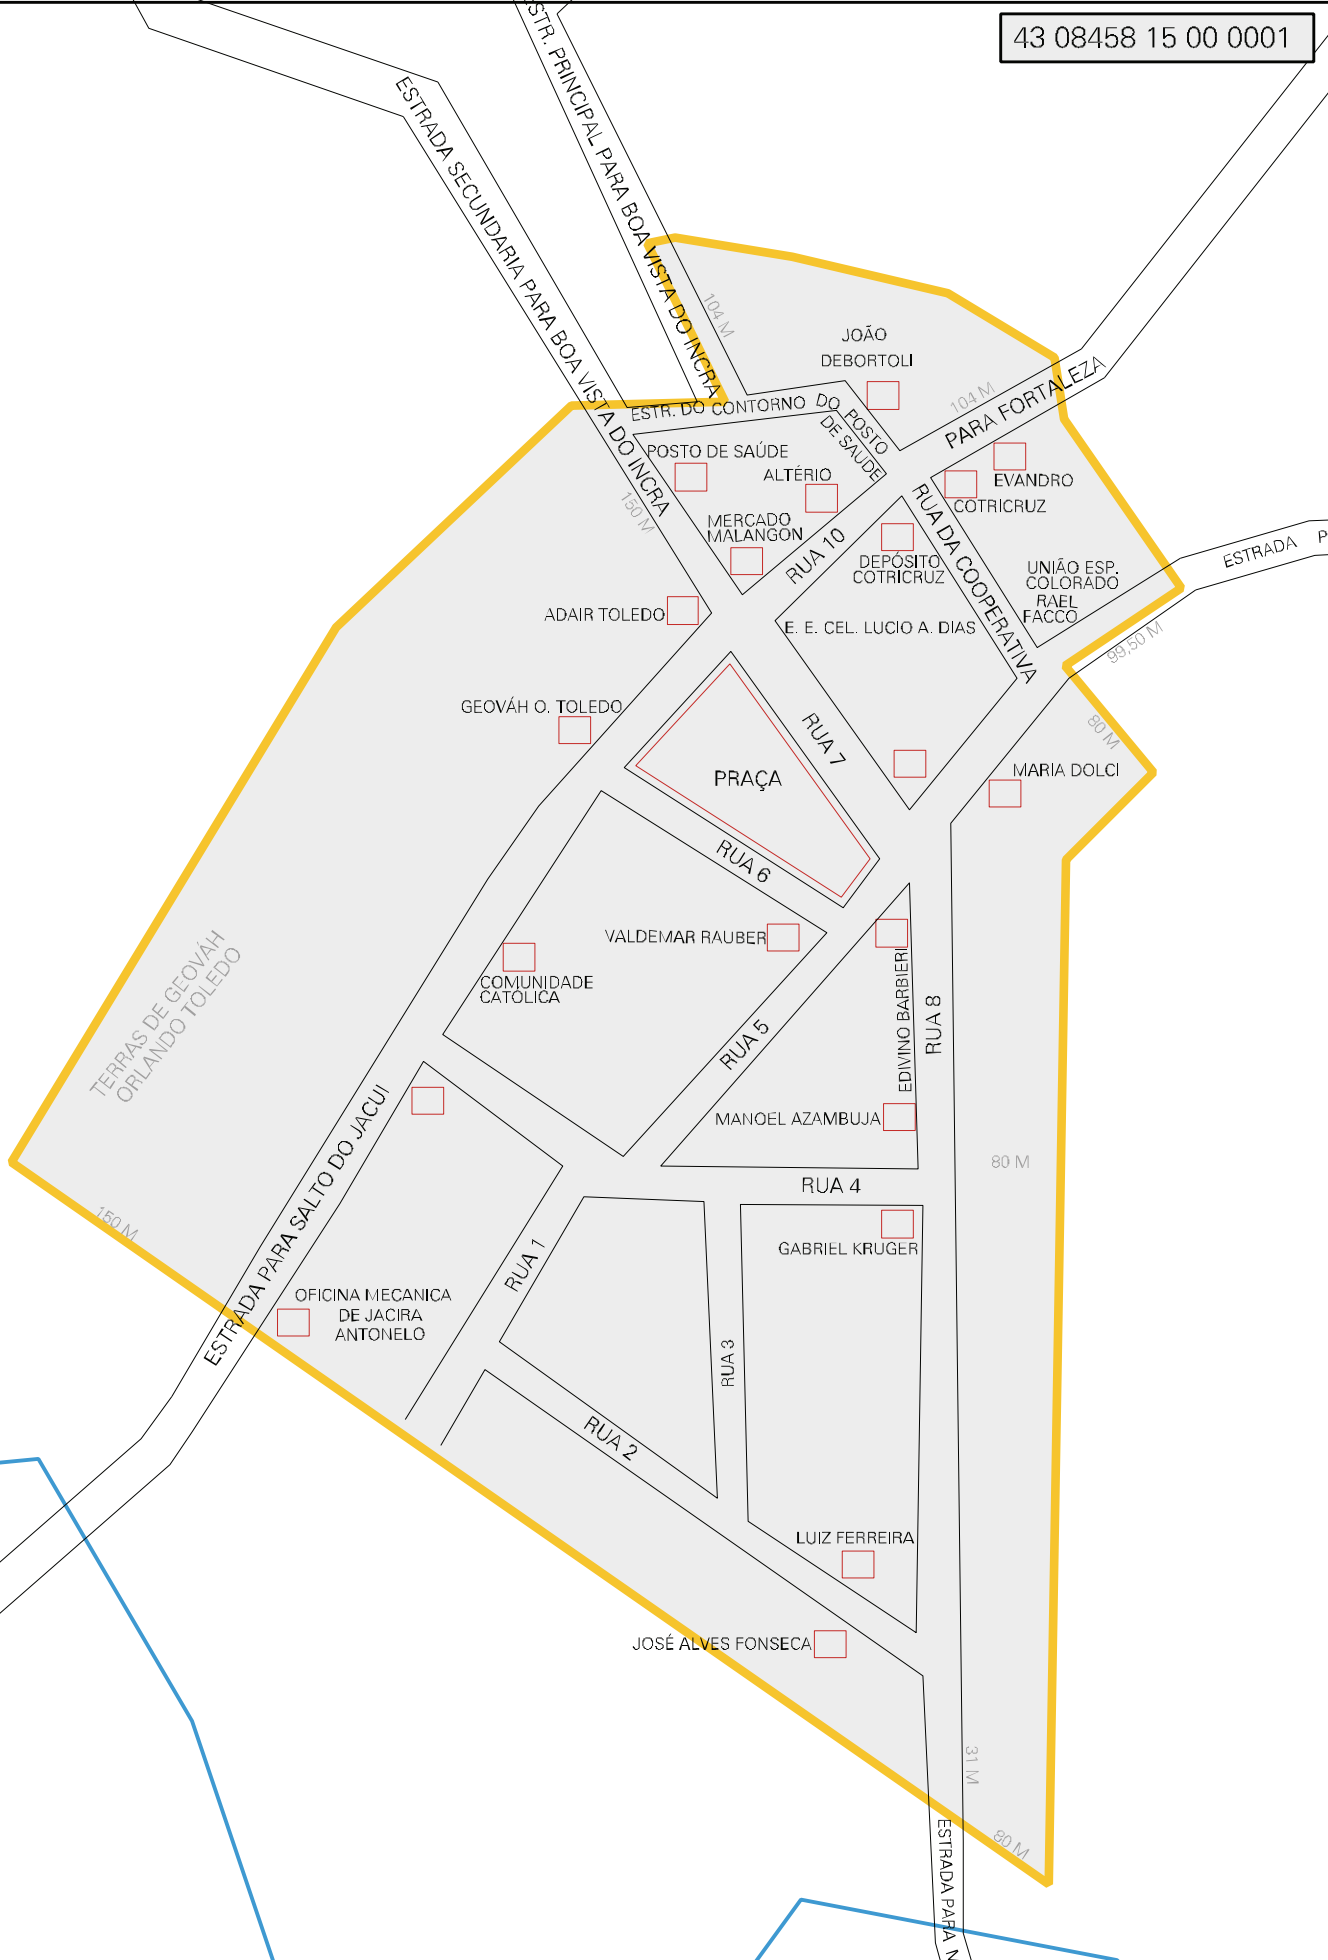 43 08458 15 00 0001
ESTR. PRINCIPAL PARA BOA VISTA DO INCRA
ESTRADA SECUNDARIA PARA BOA VISTA DO INCRA
104 M
JOÃO
DEBORTOLI
104 M
PARA FORTALEZA
ESTR. DO CONTORNO DO POSTO
DE SAUDE
POSTO DE SAÚDE
ALTÉRIO
EVANDRO
COTRICRUZ
150 M
MERCADO
MALANGON
RUA 10
RUA DA COOPERATIVA
DEPÓSITO
COTRICRUZ
UNIÃO ESP.
COLORADO
RAEL
FACCO
ESTRADA P
ADAIR TOLEDO
E. E. CEL. LUCIO A. DIAS
99,50 M
GEOVÁH O. TOLEDO
RUA 7
80 M
PRAÇA
MARIA DOLCI
RUA 6
VALDEMAR RAUBER
COMUNIDADE
CATÓLICA
EDIVINO BARBIERI
RUA 8
TERRAS DE GEOVÁH
ORLANDO TOLEDO
RUA 5
MANOEL AZAMBUJA
80 M
RUA 4
150 M
ESTRADA PARA SALTO DO JACUI
RUA 1
GABRIEL KRUGER
OFICINA MECANICA
DE JACIRA
ANTONELO
RUA 3
RUA 2
LUIZ FERREIRA
JOSÉ ALVES FONSECA
31 M
80 M
ESTRADA PARA N